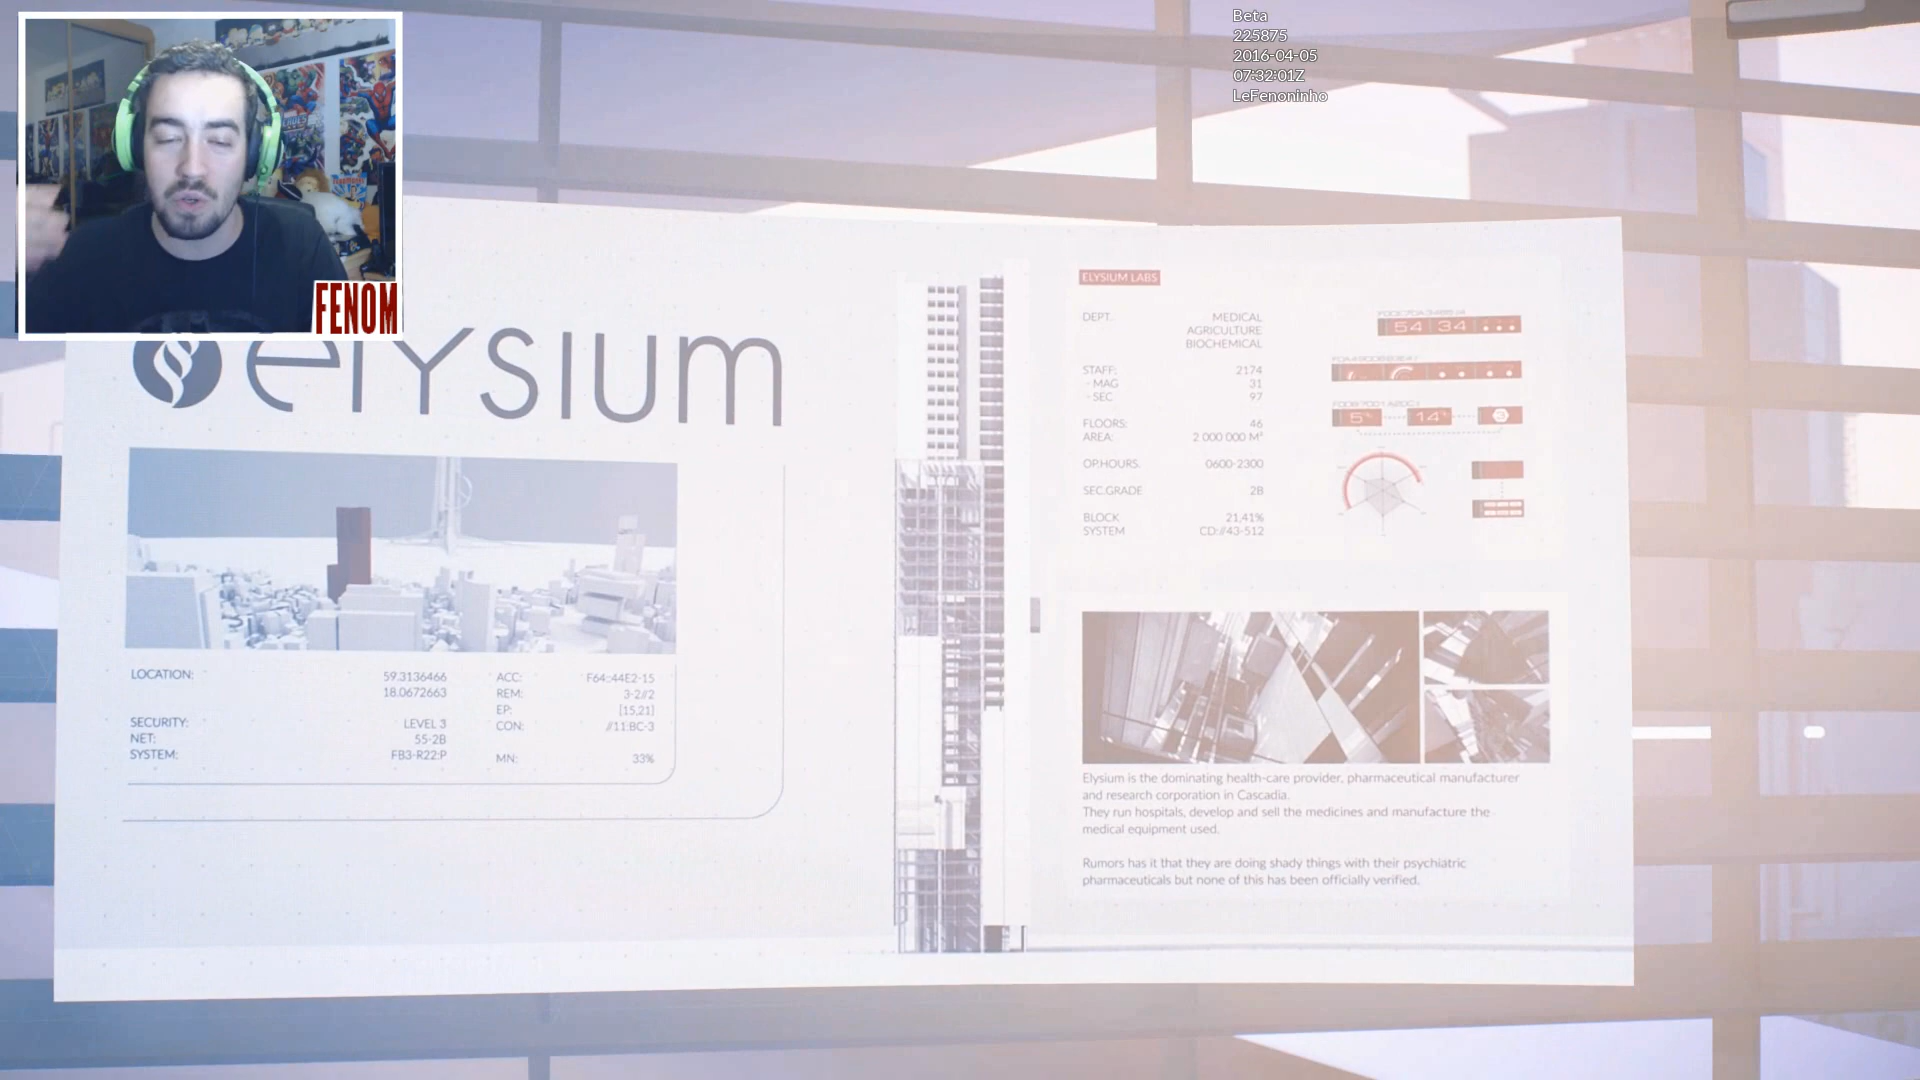 Beta
225875
2016-04-05
07:32:01Z
LeFenoninho
FENOM
elysium
LOCATION: 59.3136466
18.0672663
SECURITY: LEVEL 3
NET: 55-2B
SYSTEM: FB3-R22:P
ACC: F64::44E2-15
REM: 3-2//2
EP: [15,21]
CON: //11:BC-3
MN: 33%
ELYSIUM LABS
DEPT. MEDICAL
AGRICULTURE
BIOCHEMICAL
STAFF: 2174
- MAG 31
- SEC 97
FLOORS: 46
AREA: 2 000 000 M²
OP.HOURS. 0600-2300
SEC.GRADE 2B
BLOCK 21,41%
SYSTEM CD://43-512
54 34
5 14 3
Elysium is the dominating health-care provider, pharmaceutical manufacturer
and research corporation in Cascadia.
They run hospitals, develop and sell the medicines and manufacture the
medical equipment used.
Rumors has it that they are doing shady things with their psychiatric
pharmaceuticals but none of this has been officially verified.